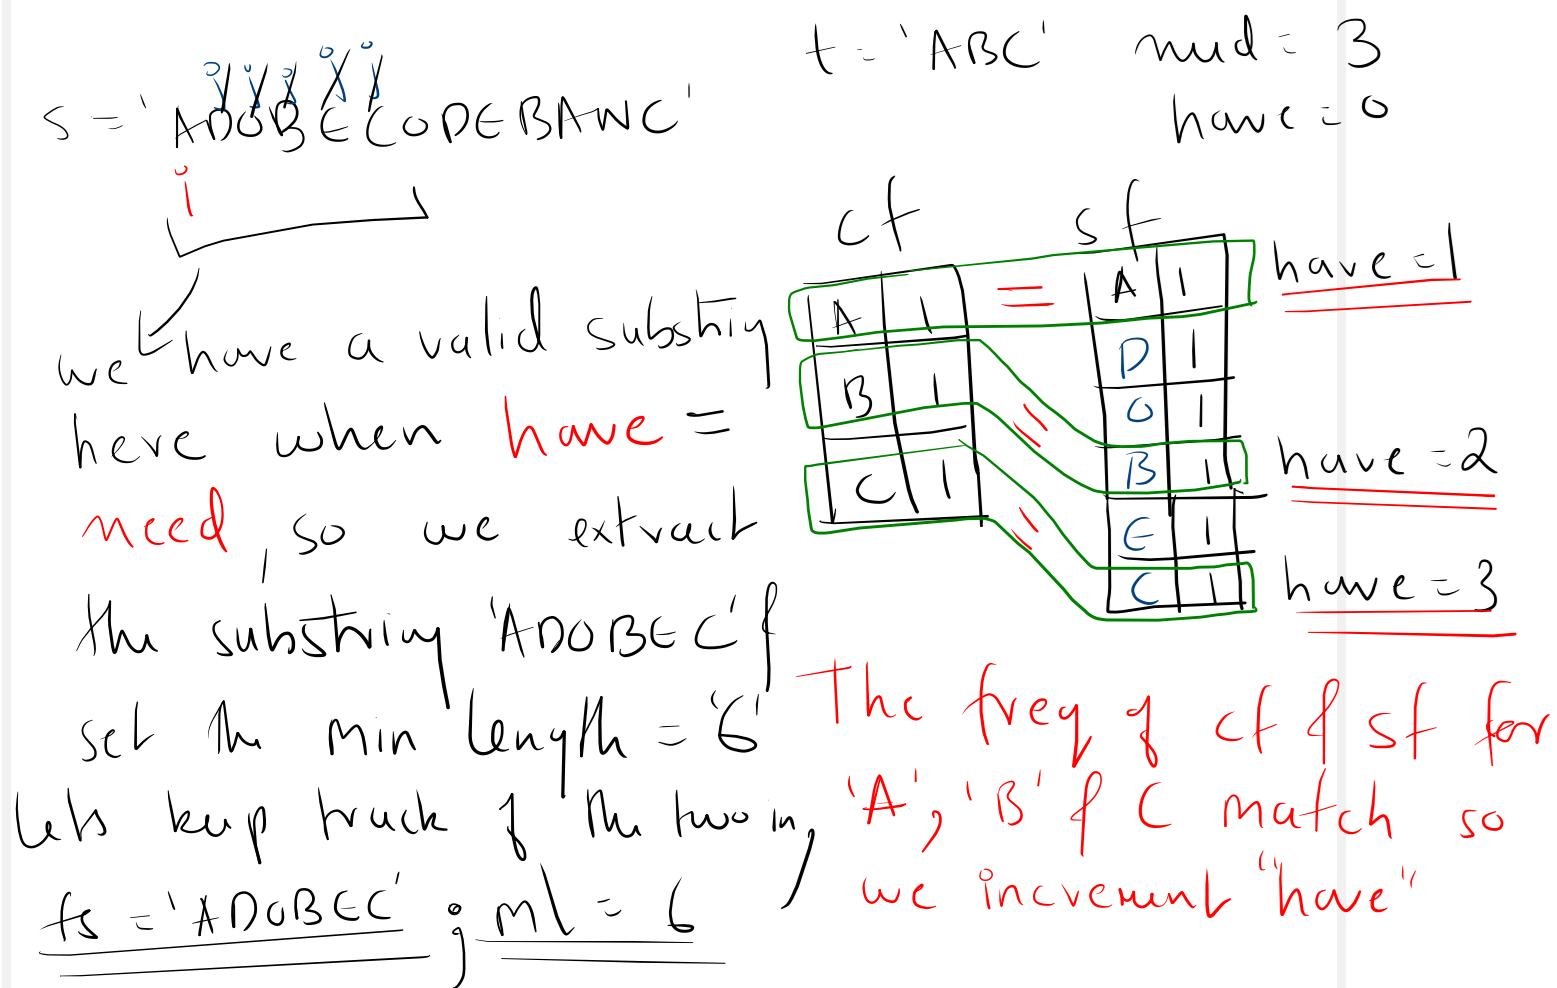 t = 'ABC' need = 3
have = 0
s = 'ADOBECODEBANC'
j j j j j
i
cf
sf
A 1 = A 1 have = 1
D 1
O 1
B 1 = B 1 have = 2
E 1
C 1 = C 1 have = 3
we have a valid substring
here when have =
need, so we extract
the substring 'ADOBEC' &
set the min length = '6'
lets keep track of the two in,
fs = 'ADOBEC' ; ml = 6
The freq of cf & sf for
'A', 'B' & C match so
we increment "have"